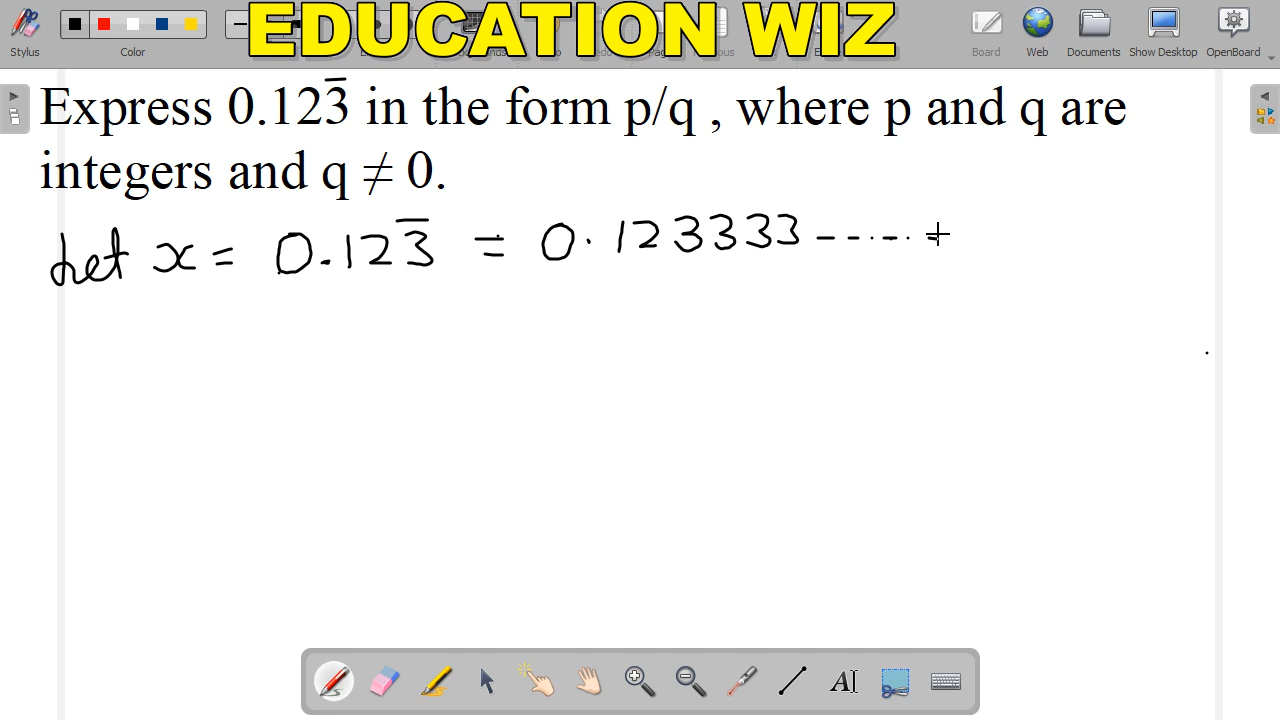 EDUCATION WIZ
Stylus Color Board Web Documents Show Desktop OpenBoard
Express 0.123̅ in the form p/q , where p and q are
integers and q ≠ 0.
Let x = 0.123̅ = 0.123333 -----
AI